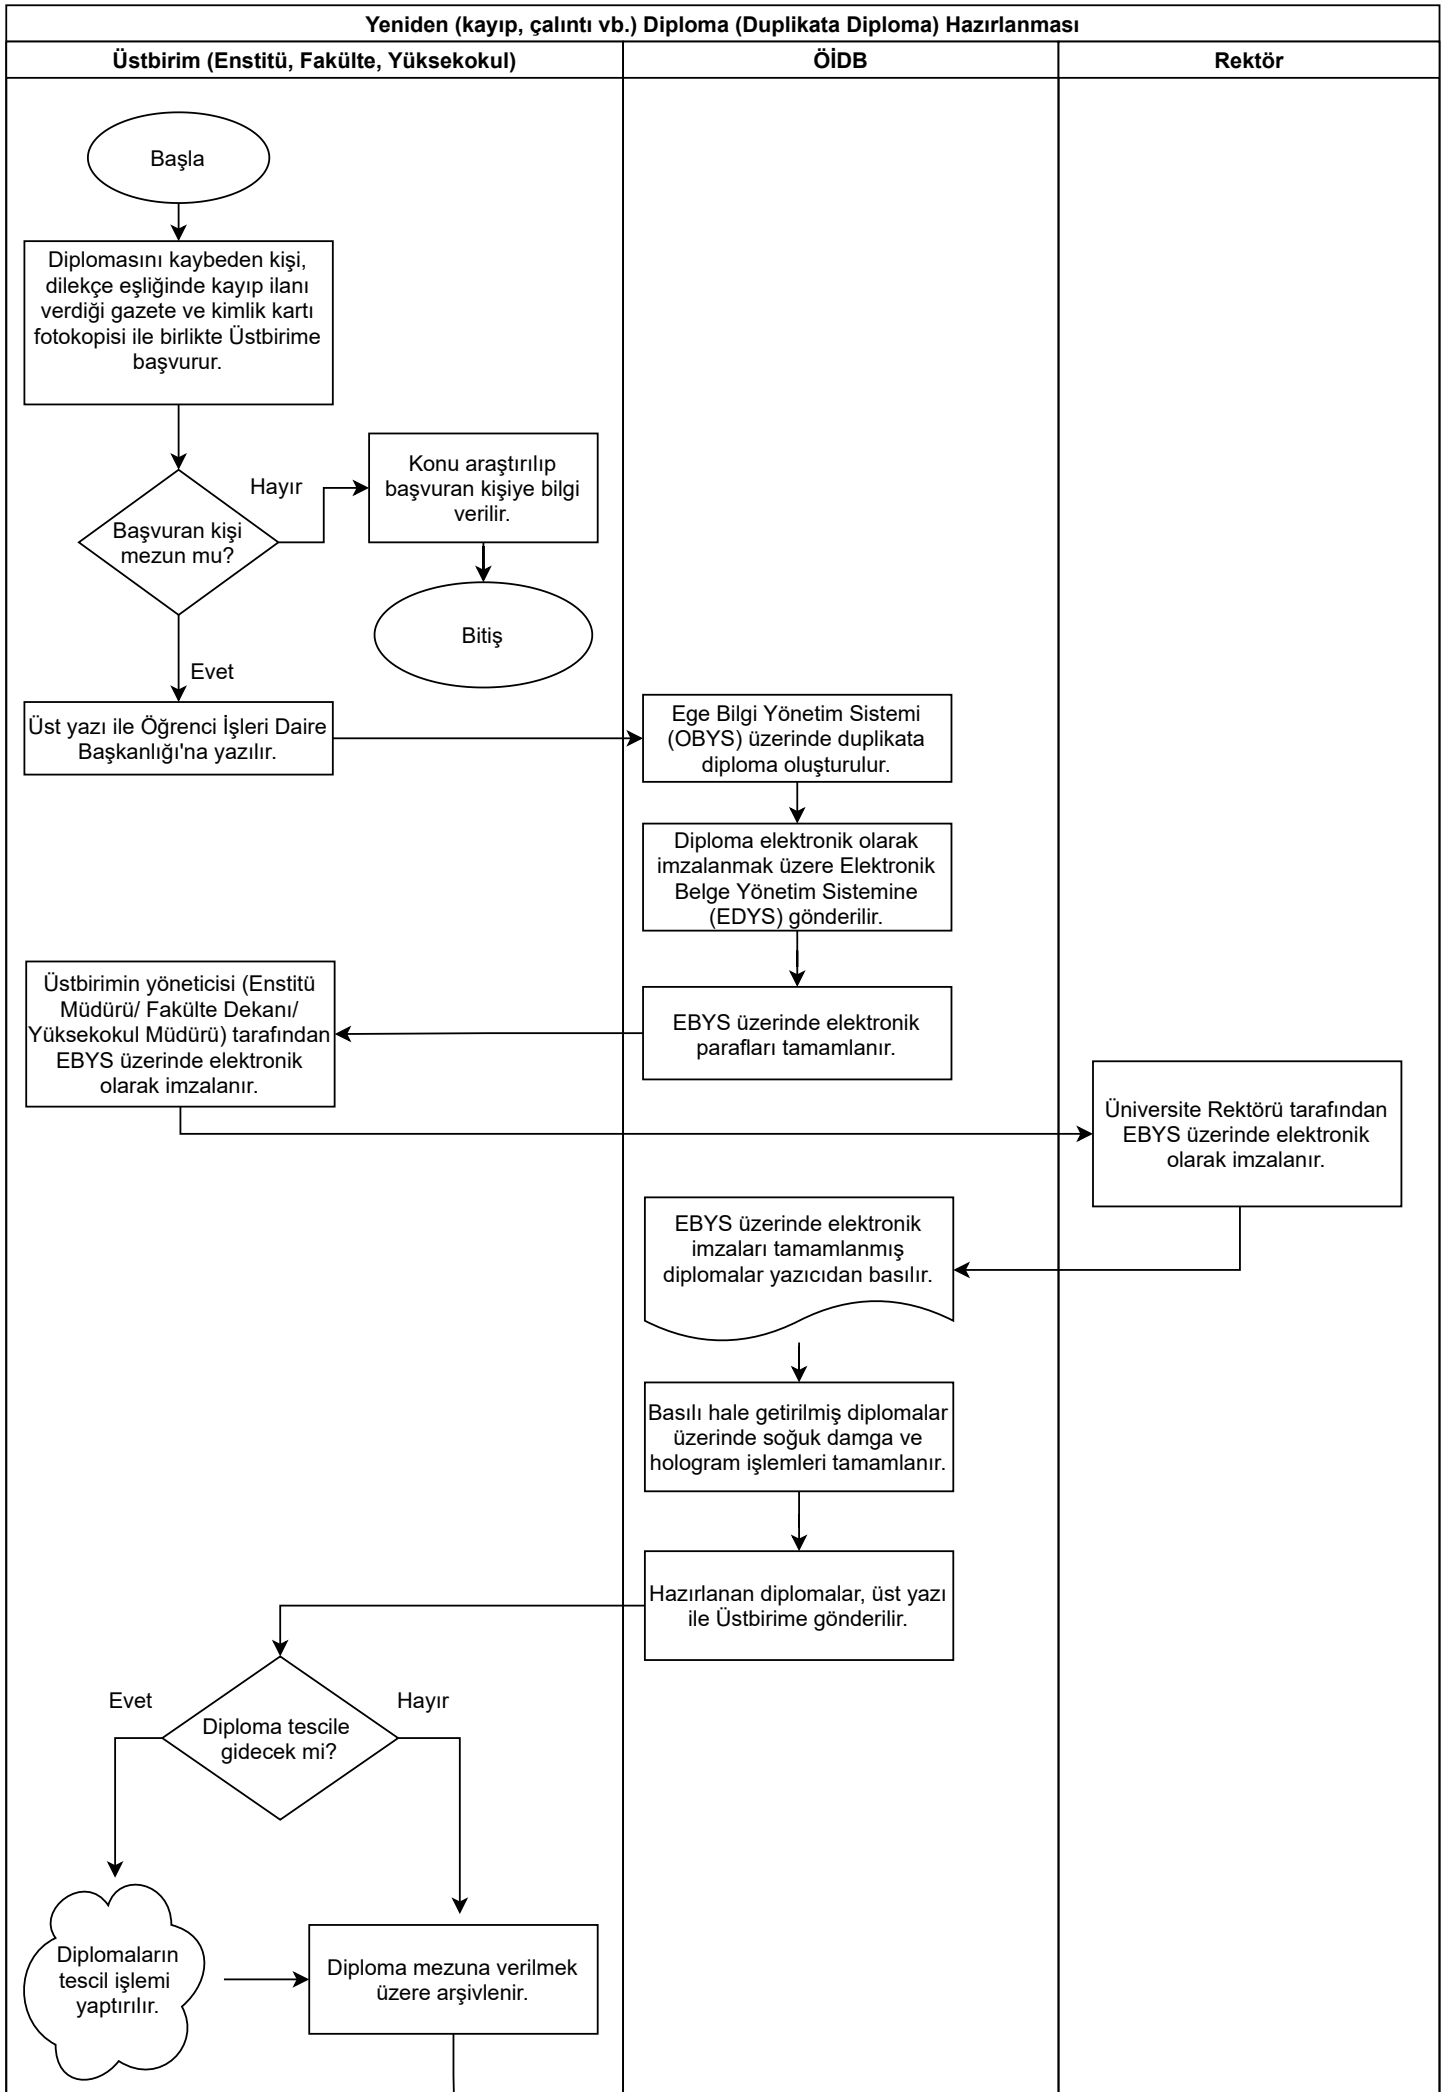 Yeniden (kayıp, çalıntı vb.) Diploma (Duplikata Diploma) Hazırlanması
Üstbirim (Enstitü, Fakülte, Yüksekokul)
ÖİDB
Rektör
Başla
Diplomasını kaybeden kişi,
dilekçe eşliğinde kayıp ilanı
verdiği gazete ve kimlik kartı
fotokopisi ile birlikte Üstbirime
başvurur.
Başvuran kişi
mezun mu?
Hayır
Konu araştırılıp
başvuran kişiye bilgi
verilir.
Bitiş
Evet
Üst yazı ile Öğrenci İşleri Daire
Başkanlığı'na yazılır.
Ege Bilgi Yönetim Sistemi
(OBYS) üzerinde duplikata
diploma oluşturulur.
Diploma elektronik olarak
imzalanmak üzere Elektronik
Belge Yönetim Sistemine
(EDYS) gönderilir.
EBYS üzerinde elektronik
parafları tamamlanır.
Üstbirimin yöneticisi (Enstitü
Müdürü/ Fakülte Dekanı/
Yüksekokul Müdürü) tarafından
EBYS üzerinde elektronik
olarak imzalanır.
Üniversite Rektörü tarafından
EBYS üzerinde elektronik
olarak imzalanır.
EBYS üzerinde elektronik
imzaları tamamlanmış
diplomalar yazıcıdan basılır.
Basılı hale getirilmiş diplomalar
üzerinde soğuk damga ve
hologram işlemleri tamamlanır.
Hazırlanan diplomalar, üst yazı
ile Üstbirime gönderilir.
Diploma tescile
gidecek mi?
Evet
Hayır
Diplomaların
tescil işlemi
yaptırılır.
Diploma mezuna verilmek
üzere arşivlenir.